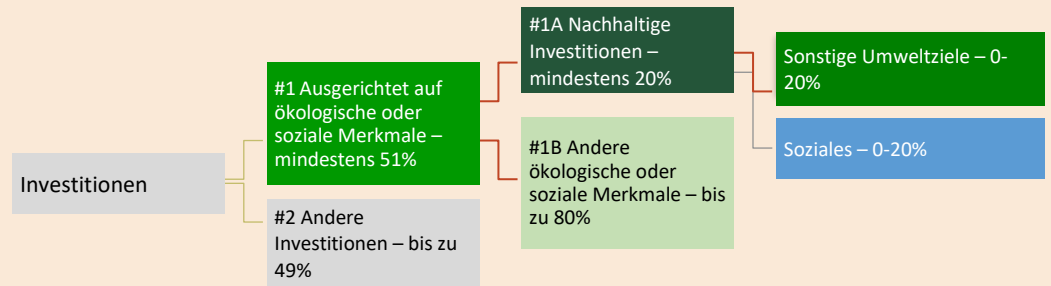 Investitionen
#1 Ausgerichtet auf
ökologische oder
soziale Merkmale –
mindestens 51%
#2 Andere
Investitionen – bis zu
49%
#1A Nachhaltige
Investitionen –
mindestens 20%
#1B Andere
ökologische oder
soziale Merkmale – bis
zu 80%
Sonstige Umweltziele – 0-
20%
Soziales – 0-20%